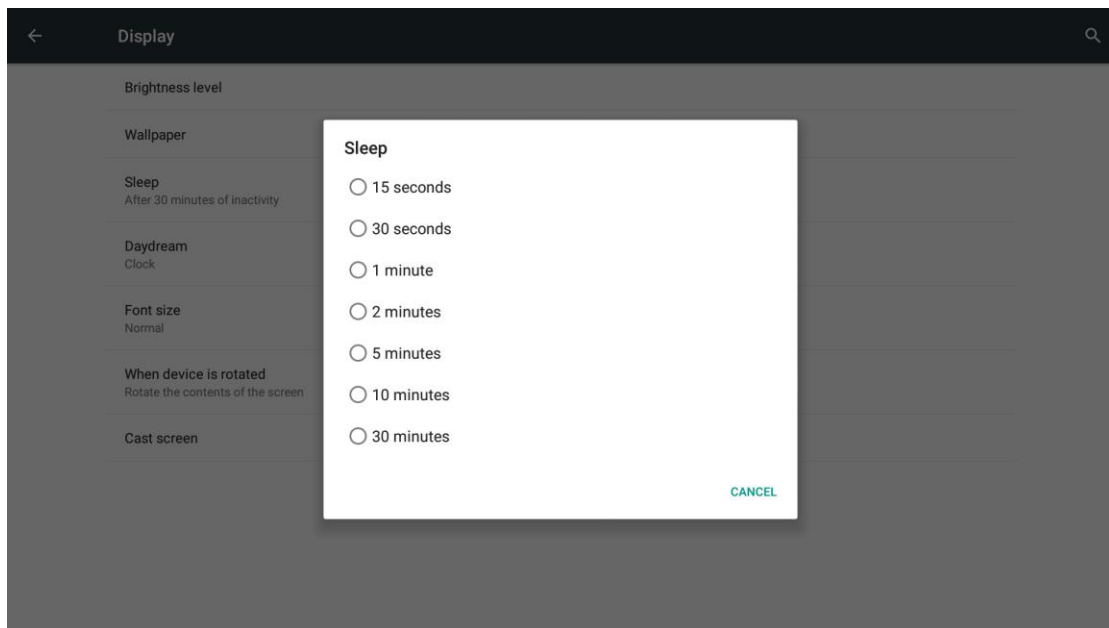 Display
Brightness level
Wallpaper
Sleep
After 30 minutes of inactivity
Daydream
Clock
Font size
Normal
When device is rotated
Rotate the contents of the screen
Cast screen
Sleep
15 seconds
30 seconds
1 minute
2 minutes
5 minutes
10 minutes
30 minutes
CANCEL